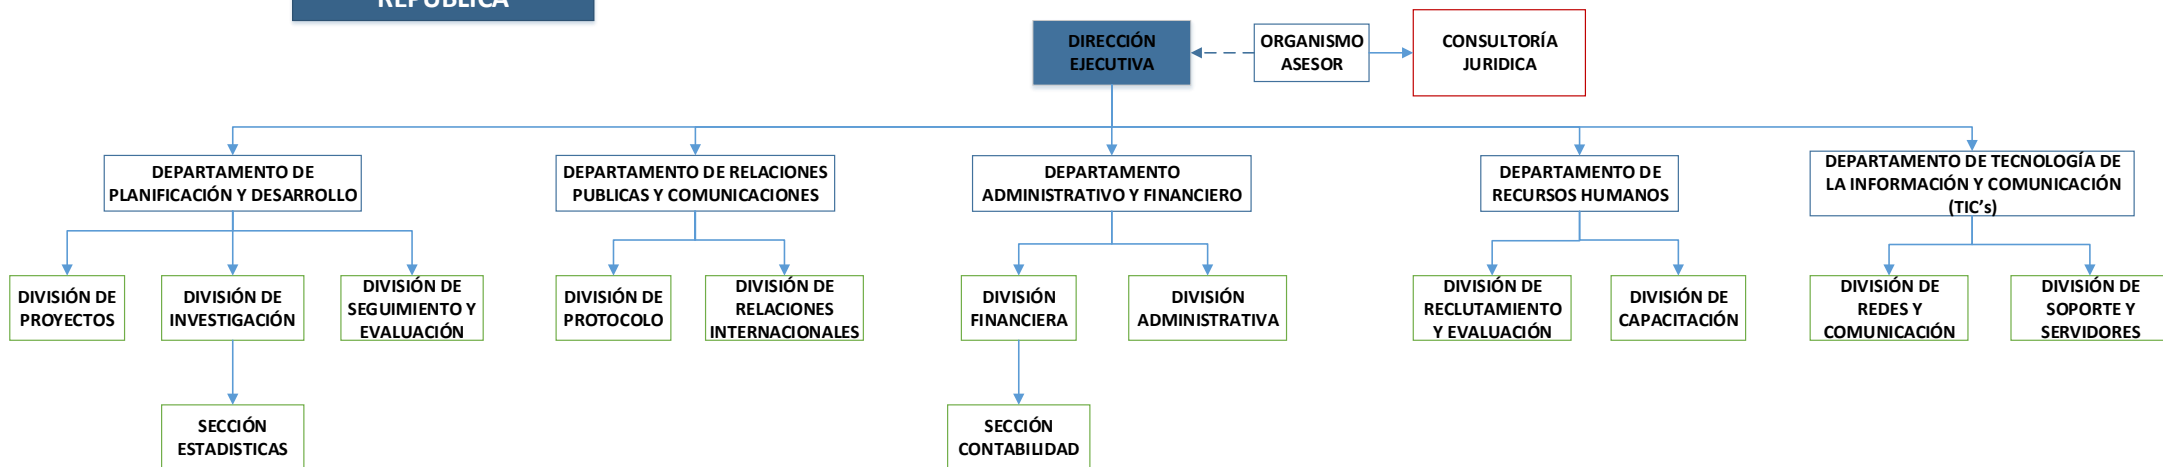 REPÚBLICA
DIRECCIÓN
EJECUTIVA
ORGANISMO
ASESOR
CONSULTORÍA
JURIDICA
DEPARTAMENTO DE
PLANIFICACIÓN Y DESARROLLO
DEPARTAMENTO DE RELACIONES
PUBLICAS Y COMUNICACIONES
DEPARTAMENTO
ADMINISTRATIVO Y FINANCIERO
DEPARTAMENTO DE
RECURSOS HUMANOS
DEPARTAMENTO DE TECNOLOGÍA DE
LA INFORMACIÓN Y COMUNICACIÓN
(TIC’s)
DIVISIÓN DE
PROYECTOS
DIVISIÓN DE
INVESTIGACIÓN
DIVISIÓN DE
SEGUIMIENTO Y
EVALUACIÓN
DIVISIÓN DE
PROTOCOLO
DIVISIÓN DE
RELACIONES
INTERNACIONALES
DIVISIÓN
FINANCIERA
DIVISIÓN
ADMINISTRATIVA
DIVISIÓN DE
RECLUTAMIENTO
Y EVALUACIÓN
DIVISIÓN DE
CAPACITACIÓN
DIVISIÓN DE
REDES Y
COMUNICACIÓN
DIVISIÓN DE
SOPORTE Y
SERVIDORES
SECCIÓN
ESTADISTICAS
SECCIÓN
CONTABILIDAD